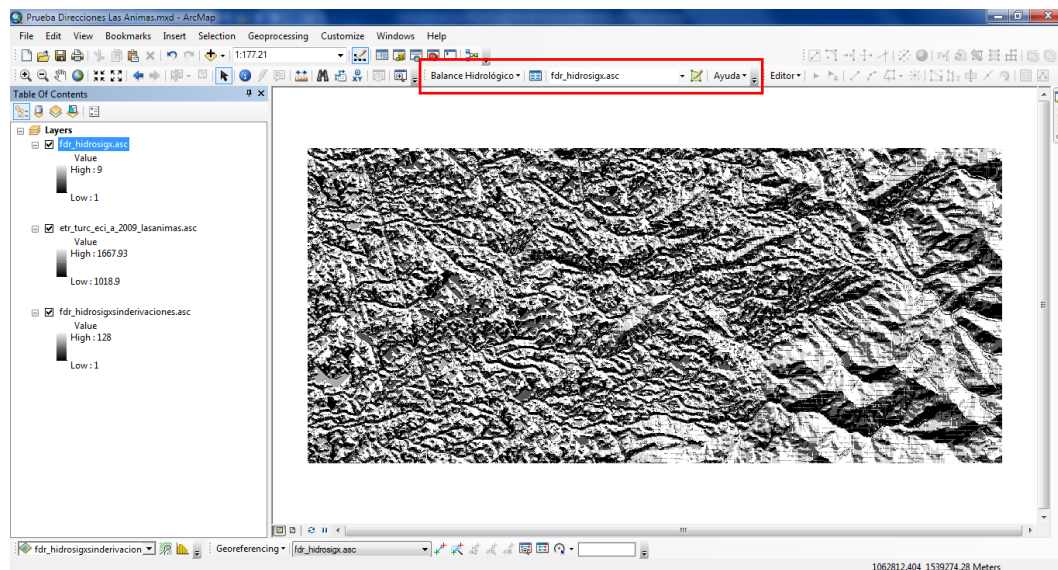 Prueba Direcciones Las Animas.mxd - ArcMap
File Edit View Bookmarks Insert Selection Geoprocessing Customize Windows Help
1:177.21
Balance Hidrológico fdr_hidrosigx.asc Ayuda Editor
Table Of Contents
Layers
fdr_hidrosigx.asc
Value
High : 9
Low : 1
etr_turc_eci_a_2009_lasanimas.asc
Value
High : 1667.93
Low : 1018.9
fdr_hidrosigxsinderivaciones.asc
Value
High : 128
Low : 1
fdr_hidrosigxsinderivacion Georeferencing fdr_hidrosigx.asc
1062812.404 1539274.28 Meters